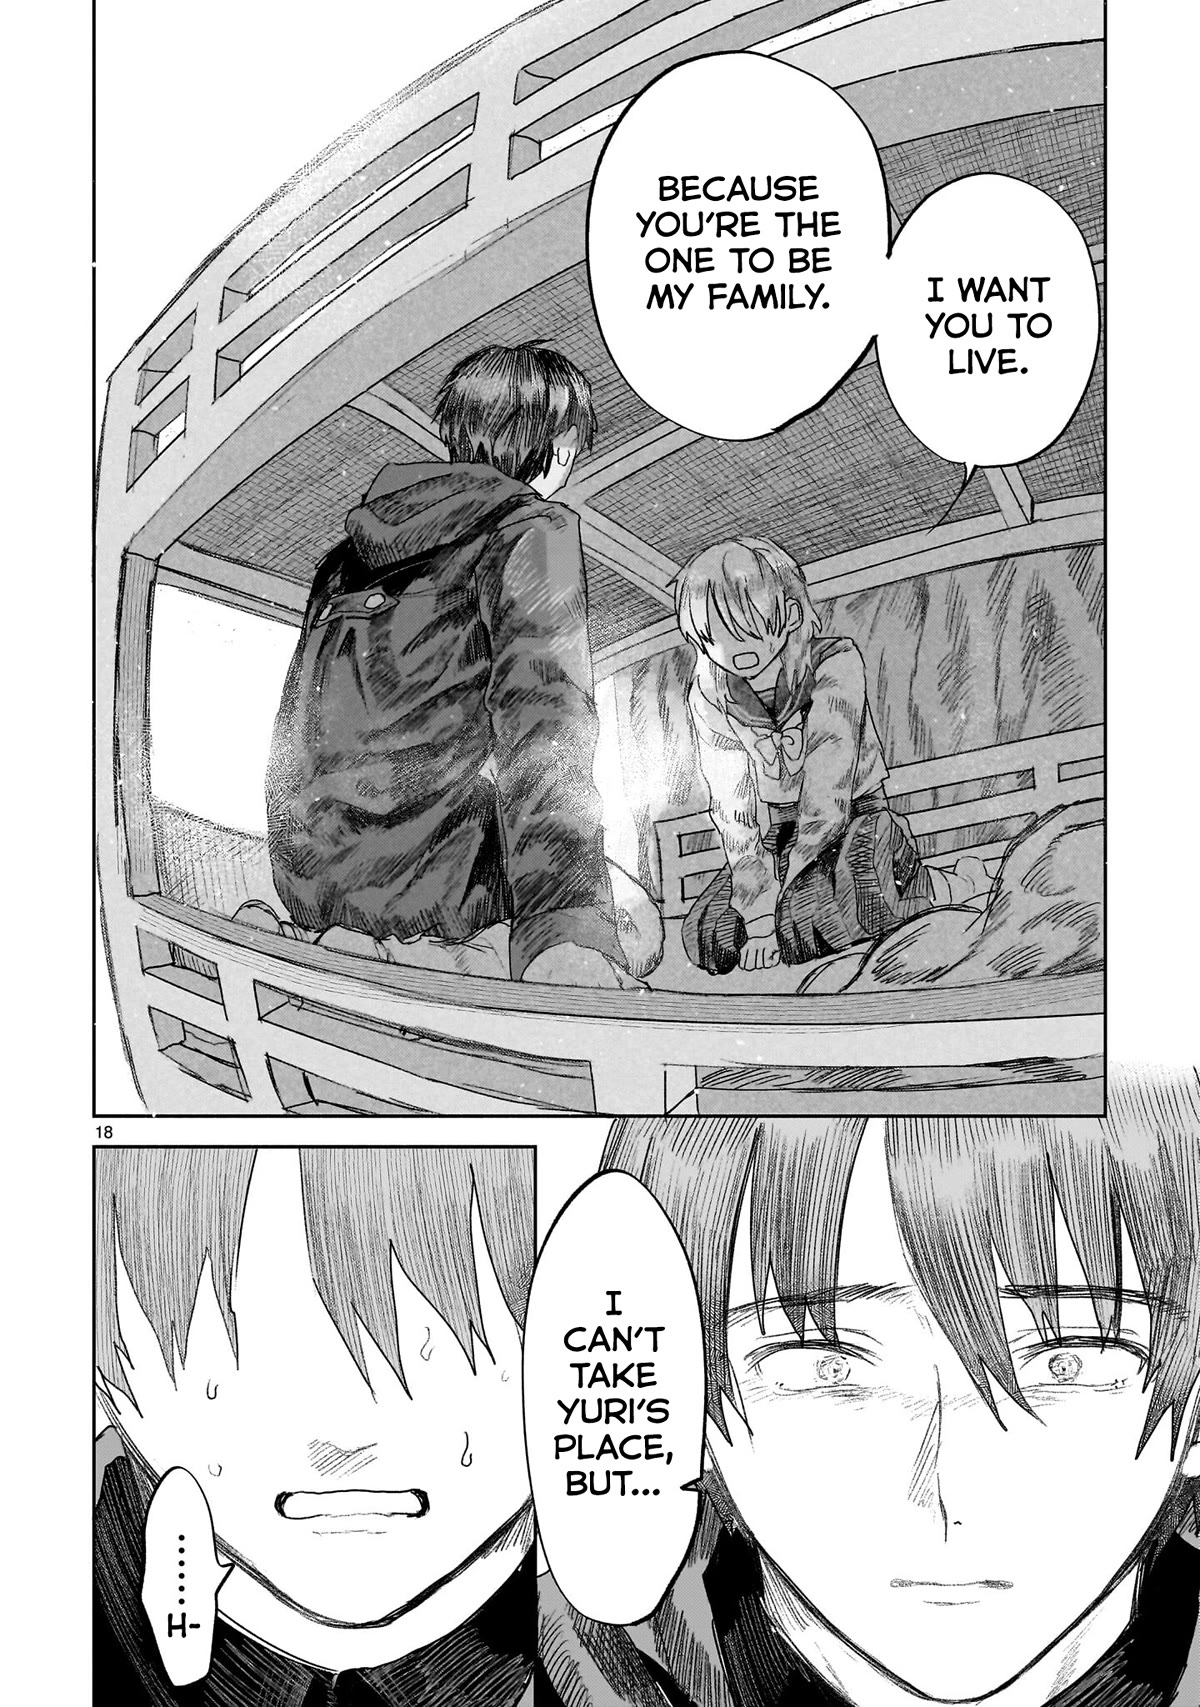 I WANT
YOU TO
LIVE.
BECAUSE
YOU'RE THE
ONE TO BE
MY FAMILY.
18
I
CAN'T
TAKE
YURI'S
PLACE,
BUT...
.........
H-